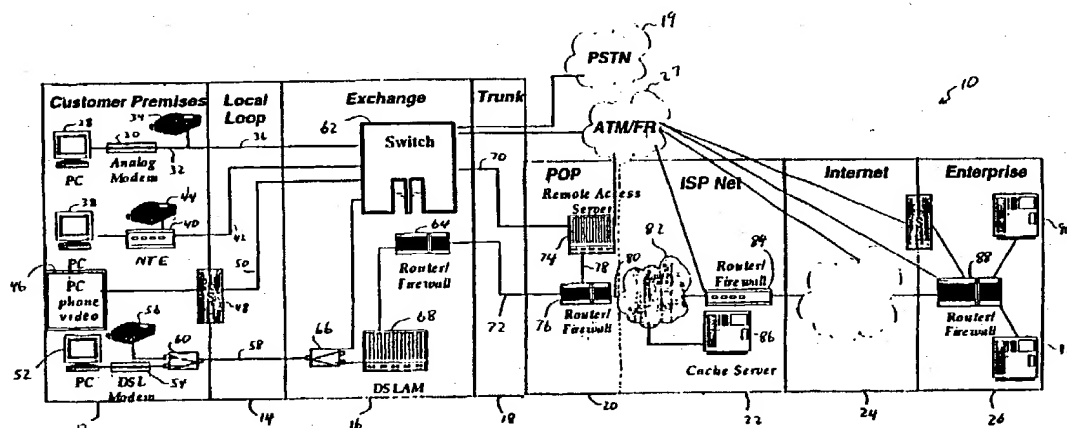 19
PSTN
27
10
Customer Premises
Local Loop
Exchange
Trunk
ATM/FR
34
62
28
30
36
Switch
PC
Analog Modem
32
70
POP
ISP Net
Internet
Enterprise
Remote Access Server
38
44
40
42
64
74
78
80
82
84
PC
NTE
50
Router/ Firewall
Router/ Firewall
88
46
PC phone video
48
76
Router/ Firewall
Router/ Firewall
56
68
72
86
60
66
58
52
PC
DSL Modem
54
DSLAM
Cache Server
14
16
18
20
22
24
26